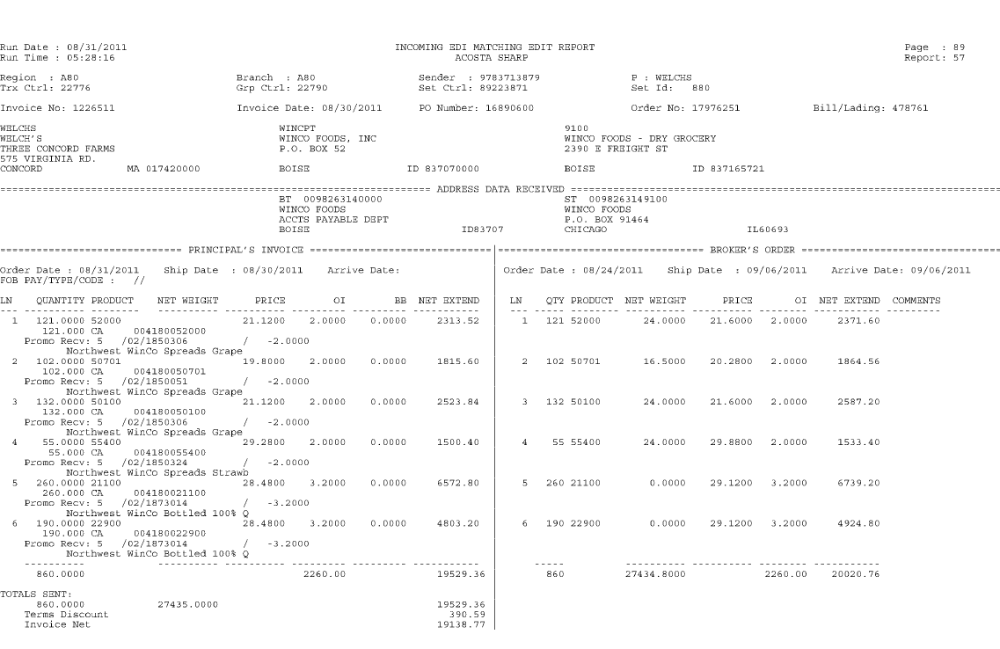 Run Date : 08/31/2011 INCOMING EDI MATCHING EDIT REPORT Page : 89
Run Time : 05:28:16 ACOSTA SHARP Report: 57
Region : A80 Branch : A80 Sender : 9783713879 P : WELCHS
Trx Ctrl: 22776 Grp Ctrl: 22790 Set Ctrl: 89223871 Set Id: 880
Invoice No: 1226511 Invoice Date: 08/30/2011 PO Number: 16890600 Order No: 17976251 Bill/Lading: 478761
WELCHS WINCPT 9100
WELCH'S WINCO FOODS, INC WINCO FOODS - DRY GROCERY
THREE CONCORD FARMS P.O. BOX 52 2390 E FREIGHT ST
575 VIRGINIA RD.
CONCORD MA 017420000 BOISE ID 837070000 BOISE ID 837165721
======================================================================= ADDRESS DATA RECEIVED =======================================================================
BT 0098263140000 ST 0098263149100
WINCO FOODS WINCO FOODS
ACCTS PAYABLE DEPT P.O. BOX 91464
BOISE ID83707 CHICAGO IL60693
============================== PRINCIPAL'S INVOICE ==============================|============================== BROKER'S ORDER =================================
Order Date : 08/31/2011 Ship Date : 08/30/2011 Arrive Date: Order Date : 08/24/2011 Ship Date : 09/06/2011 Arrive Date: 09/06/2011
FOB PAY/TYPE/CODE : //
LN QUANTITY PRODUCT NET WEIGHT PRICE OI BB NET EXTEND LN QTY PRODUCT NET WEIGHT PRICE OI NET EXTEND COMMENTS
1 121.0000 52000 21.1200 2.0000 0.0000 2313.52 1 121 52000 24.0000 21.6000 2.0000 2371.60
121.000 CA 004180052000
Promo Recv: 5 /02/1850306 / -2.0000
Northwest WinCo Spreads Grape
2 102.0000 50701 19.8000 2.0000 0.0000 1815.60 2 102 50701 16.5000 20.2800 2.0000 1864.56
102.000 CA 004180050701
Promo Recv: 5 /02/1850051 / -2.0000
Northwest WinCo Spreads Grape
3 132.0000 50100 21.1200 2.0000 0.0000 2523.84 3 132 50100 24.0000 21.6000 2.0000 2587.20
132.000 CA 004180050100
Promo Recv: 5 /02/1850306 / -2.0000
Northwest WinCo Spreads Grape
4 55.0000 55400 29.2800 2.0000 0.0000 1500.40 4 55 55400 24.0000 29.8800 2.0000 1533.40
55.000 CA 004180055400
Promo Recv: 5 /02/1850324 / -2.0000
Northwest WinCo Spreads Strawb
5 260.0000 21100 28.4800 3.2000 0.0000 6572.80 5 260 21100 0.0000 29.1200 3.2000 6739.20
260.000 CA 004180021100
Promo Recv: 5 /02/1873014 / -3.2000
Northwest WinCo Bottled 100% Q
6 190.0000 22900 28.4800 3.2000 0.0000 4803.20 6 190 22900 0.0000 29.1200 3.2000 4924.80
190.000 CA 004180022900
Promo Recv: 5 /02/1873014 / -3.2000
Northwest WinCo Bottled 100% Q
860.0000 2260.00 19529.36 860 27434.8000 2260.00 20020.76
TOTALS SENT:
860.0000 27435.0000 19529.36
Terms Discount 390.59
Invoice Net 19138.77